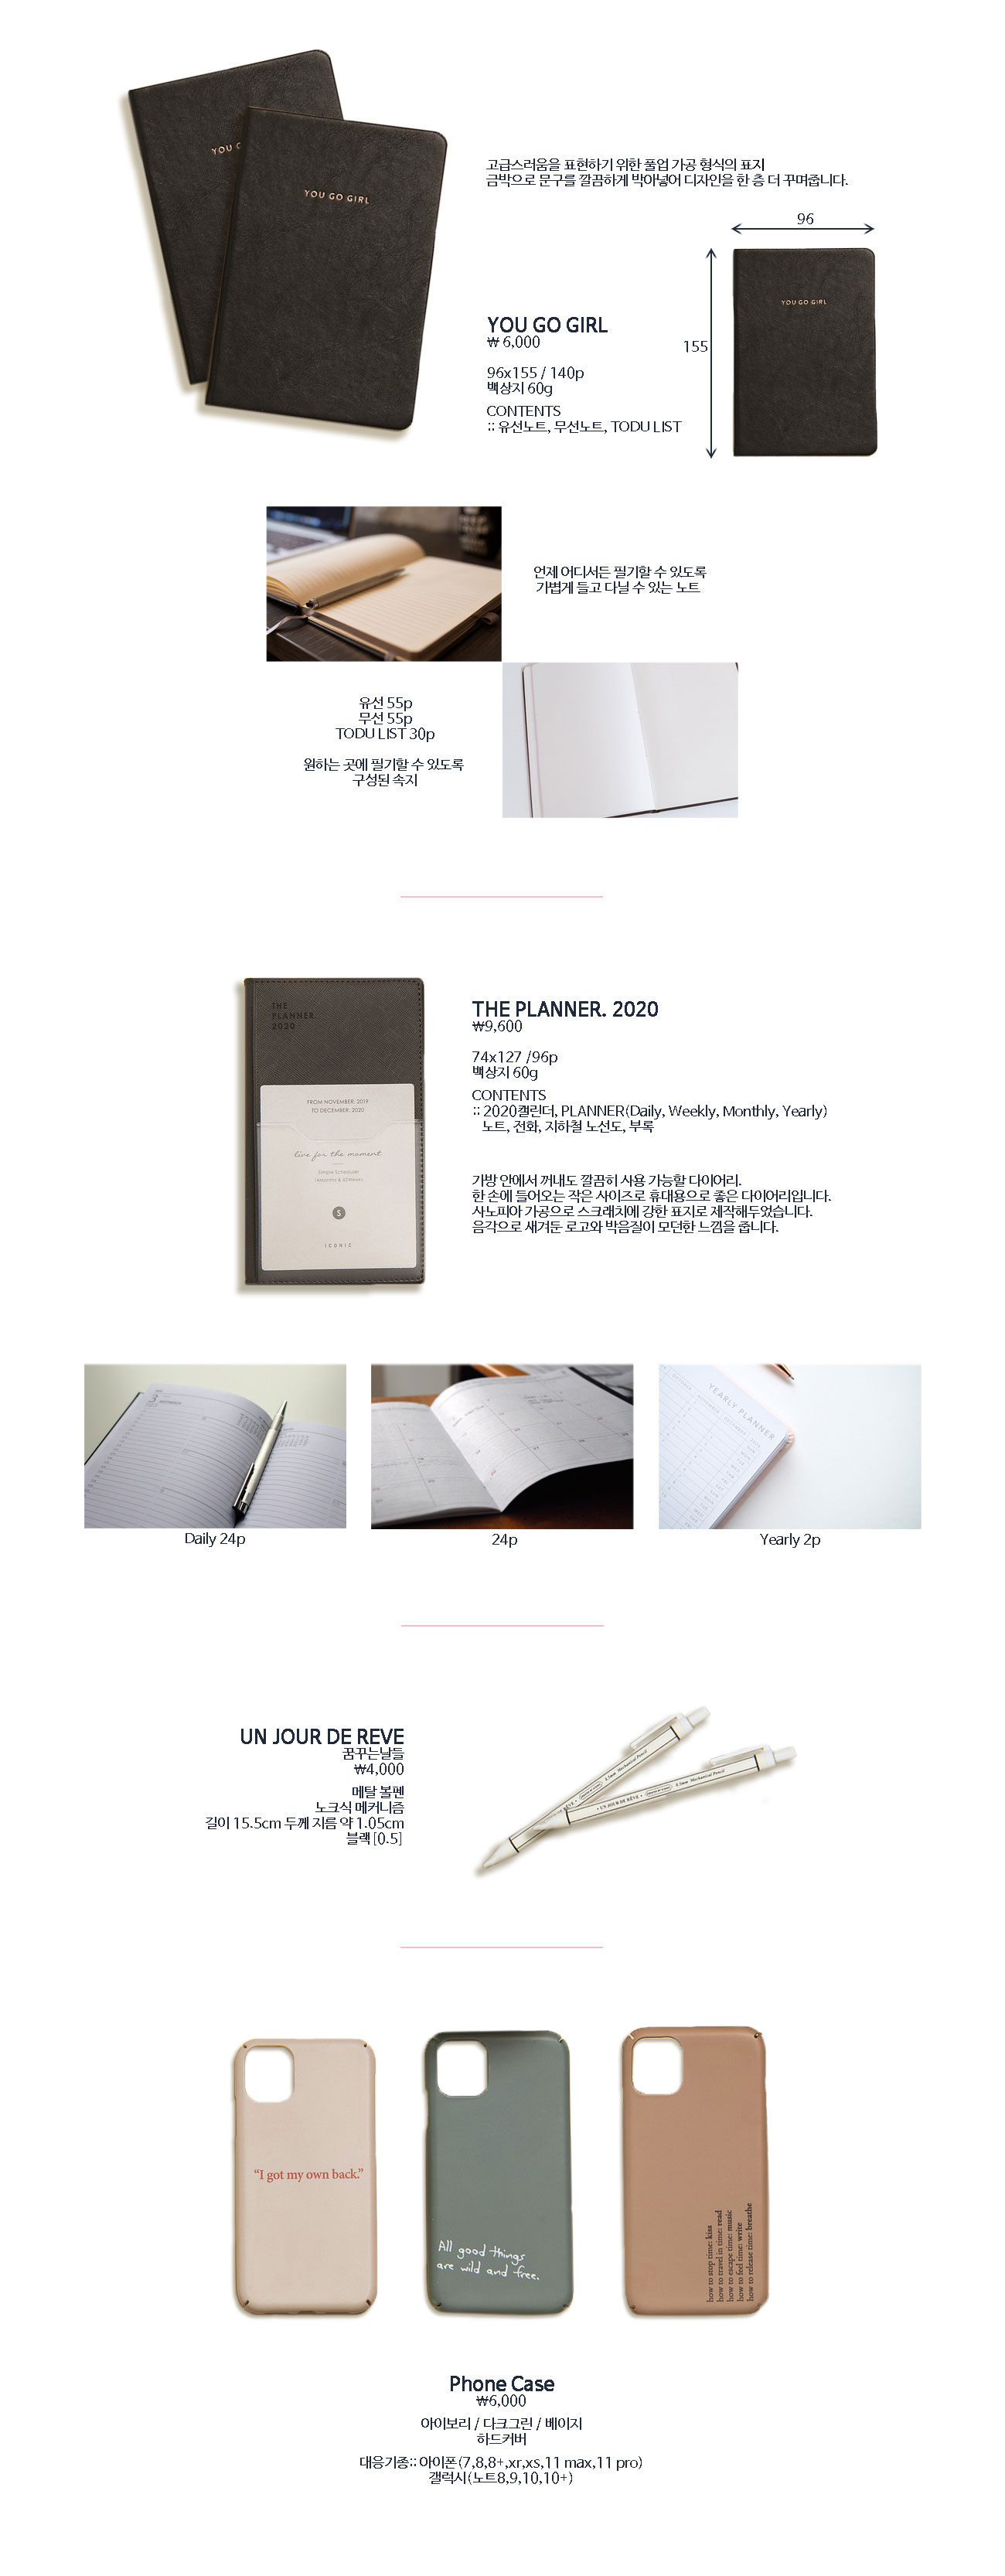 YOU GO GIRL
고급스러움을 표현하기 위한 풀업 가공 형식의 표지
금박으로 문구를 깔끔하게 박아넣어 디자인을 한 층 더 꾸며줍니다.
96
155
YOU GO GIRL
YOU GO GIRL
₩ 6,000
96x155 / 140p
백상지 60g
CONTENTS
:: 유선노트, 무선노트, TODU LIST
언제 어디서든 필기할 수 있도록
가볍게 들고 다닐 수 있는 노트
유선 55p
무선 55p
TODU LIST 30p
원하는 곳에 필기할 수 있도록
구성된 속지
THE
PLANNER.
2020
FROM NOVEMBER, 2019
TO DECEMBER, 2020
live for the moment
Simple Scheduler
S
ICONIC
THE PLANNER. 2020
₩9,600
74x127 /96p
백상지 60g
CONTENTS
:: 2020캘린더, PLANNER(Daily, Weekly, Monthly, Yearly)
노트, 전화, 지하철 노선도, 부록
가방 안에서 꺼내도 깔끔히 사용 가능할 다이어리.
한 손에 들어오는 작은 사이즈로 휴대용으로 좋은 다이어리입니다.
사노피아 가공으로 스크래치에 강한 표지로 제작해두었습니다.
음각으로 새겨둔 로고와 박음질이 모던한 느낌을 줍니다.
YEARLY PLANNER
Daily 24p
24p
Yearly 2p
UN JOUR DE REVE
꿈꾸는날들
₩4,000
메탈 볼펜
노크식 메커니즘
길이 15.5cm 두께 지름 약 1.05cm
블랙 [0.5]
0.5mm Mechanical Pencil
• UN JOUR DE RÊVE •
0.5mm Mechanical Pencil
“I got my own back.”
All good things
are wild and free.
how to stop time: kiss
how to travel in time: read
how to escape time: music
how to feel time: write
how to release time: breathe
Phone Case
₩6,000
아이보리 / 다크그린 / 베이지
하드커버
대응기종:: 아이폰(7,8,8+,xr,xs,11 max,11 pro)
갤럭시(노트8,9,10,10+)